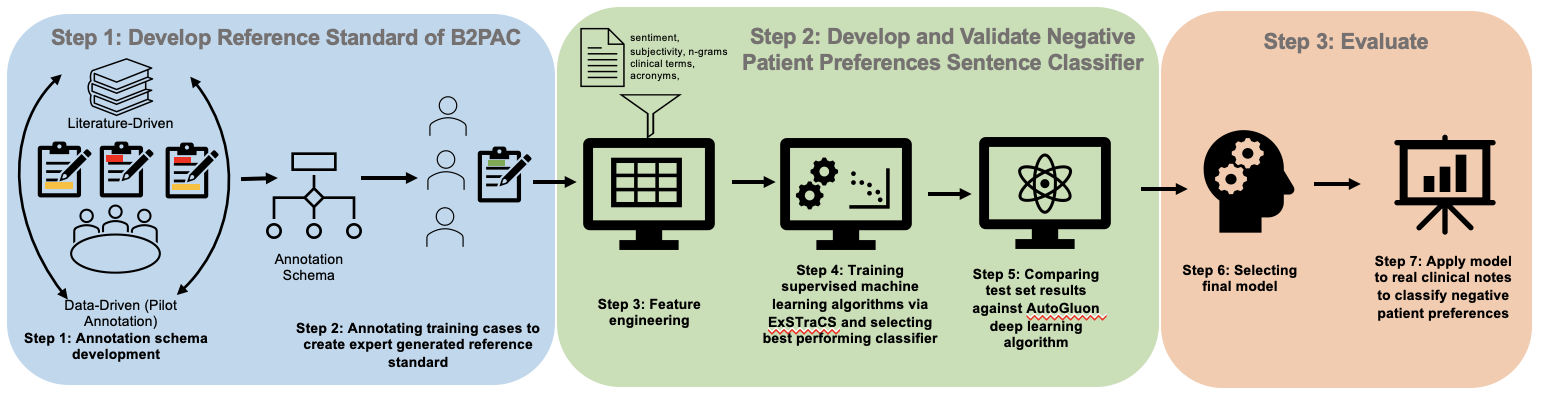 Step 1: Develop Reference Standard of B2PAC
Literature-Driven
Data-Driven (Pilot
Annotation)
Step 1: Annotation schema
development
Annotation
Schema
Step 2: Annotating training cases to
create expert generated reference
standard
sentiment,
subjectivity, n-grams
clinical terms,
acronyms,
Step 2: Develop and Validate Negative
Patient Preferences Sentence Classifier
Step 3: Feature
engineering
Step 4: Training
supervised machine
learning algorithms via
ExSTraCS and selecting
best performing classifier
Step 5: Comparing
test set results
against AutoGluon
deep learning
algorithm
Step 3: Evaluate
Step 6: Selecting
final model
Step 7: Apply model
to real clinical notes
to classify negative
patient preferences